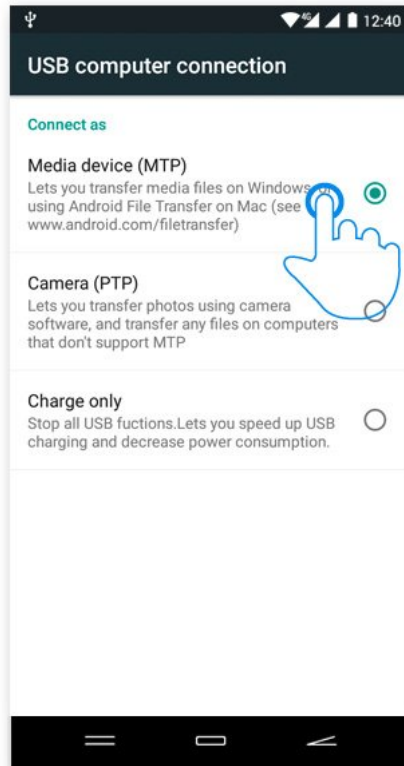 4G 12:40
USB computer connection
Connect as
Media device (MTP)
Lets you transfer media files on Windows, or
using Android File Transfer on Mac (see
www.android.com/filetransfer)
Camera (PTP)
Lets you transfer photos using camera
software, and transfer any files on computers
that don't support MTP
Charge only
Stop all USB fuctions.Lets you speed up USB
charging and decrease power consumption.